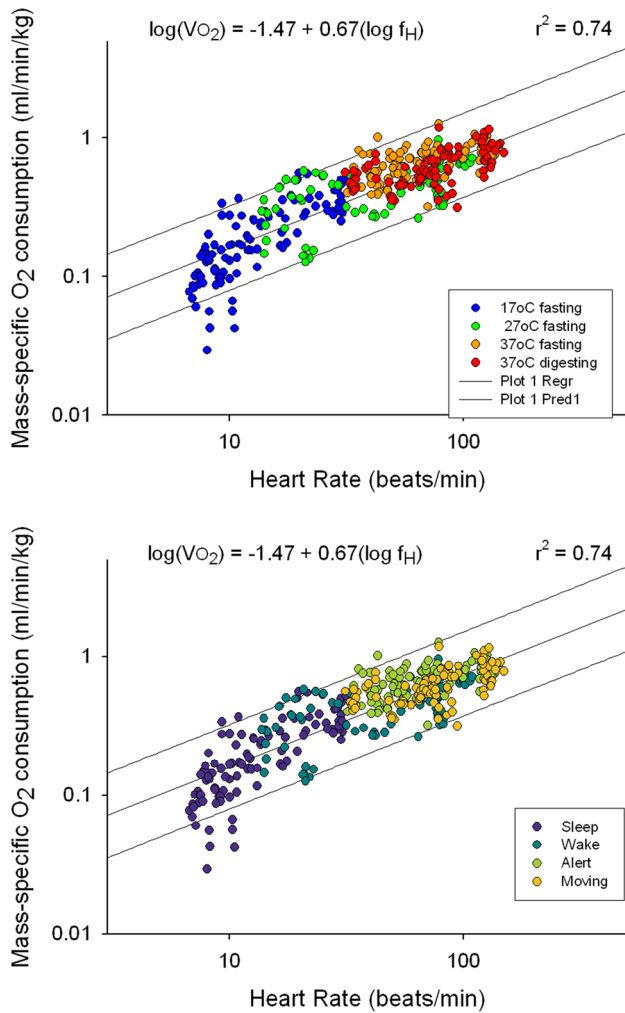 log(VO2) = -1.47 + 0.67(log fH) r2 = 0.74
Mass-specific O2 consumption (ml/min/kg)
1
0.1
0.01
17oC fasting
27oC fasting
37oC fasting
37oC digesting
Plot 1 Regr
Plot 1 Pred1
10 100
Heart Rate (beats/min)
log(VO2) = -1.47 + 0.67(log fH) r2 = 0.74
Mass-specific O2 consumption (ml/min/kg)
1
0.1
0.01
Sleep
Wake
Alert
Moving
10 100
Heart Rate (beats/min)